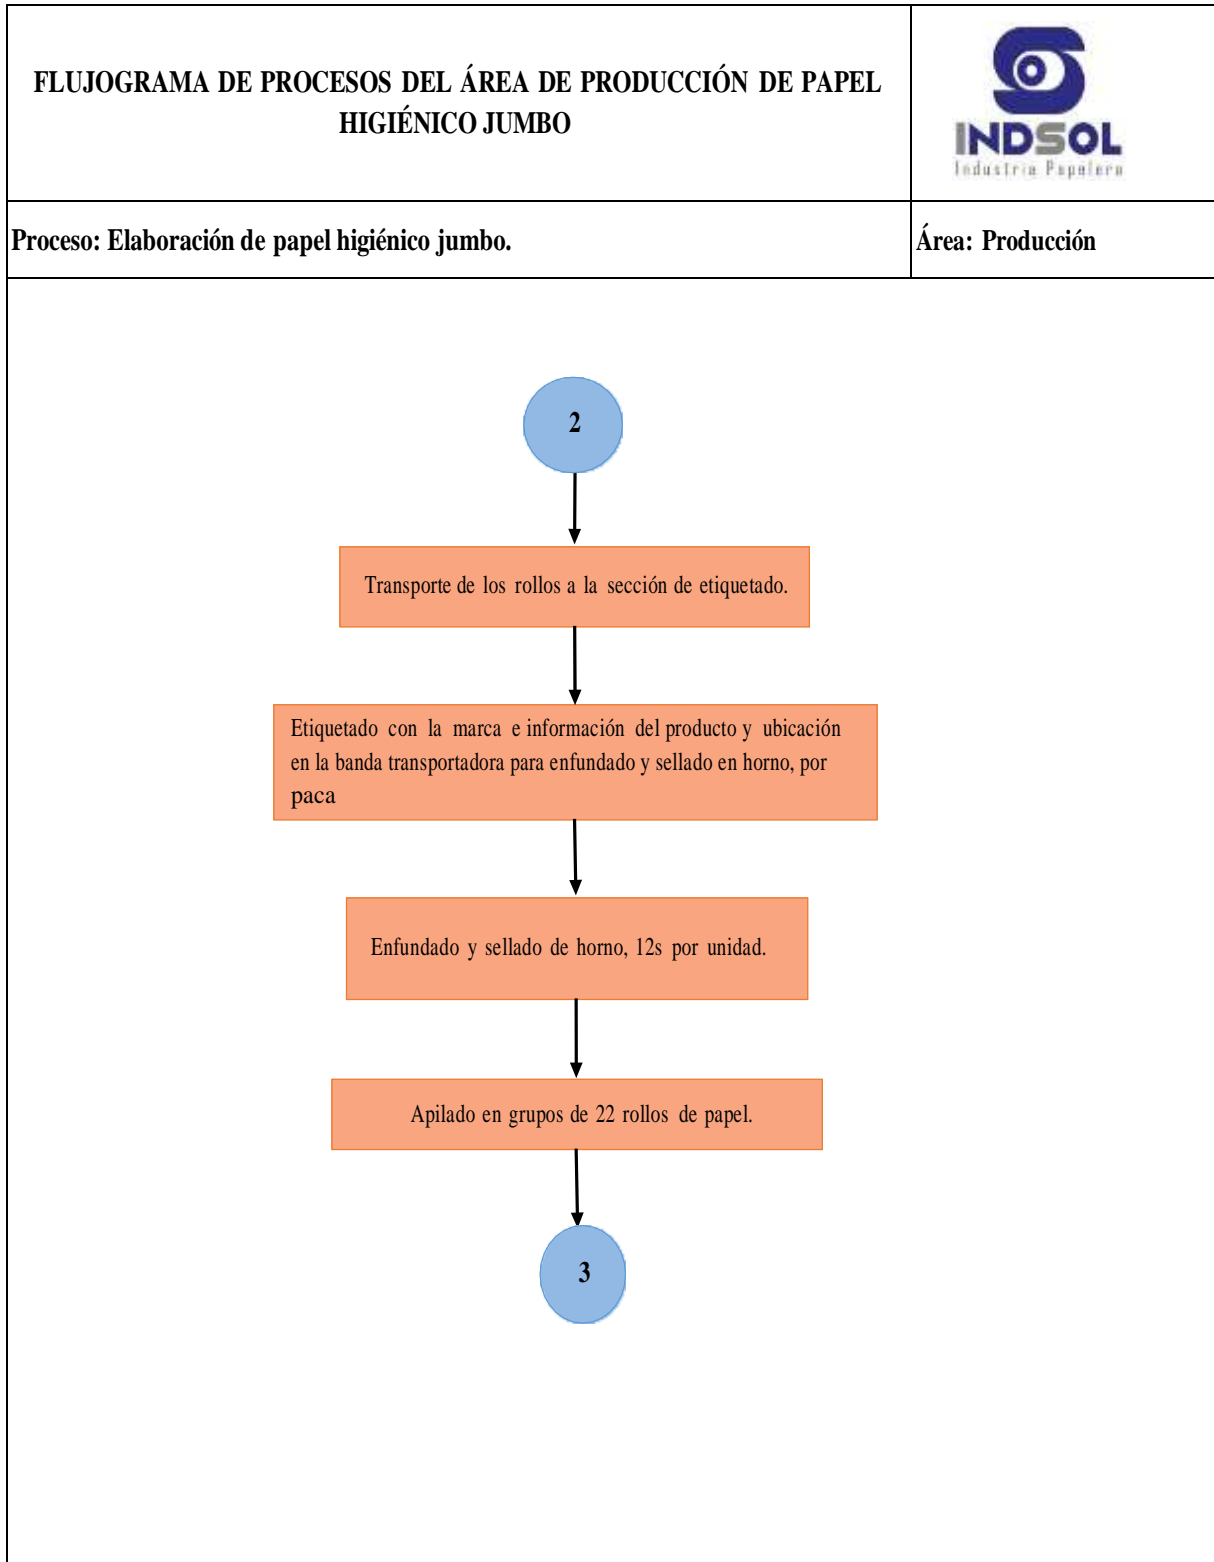 FLUJOGRAMA DE PROCESOS DEL ÁREA DE PRODUCCIÓN DE PAPEL
HIGIÉNICO JUMBO
INDSOL
Industria Papelera
Proceso: Elaboración de papel higiénico jumbo.
Área: Producción
2
Transporte de los rollos a la sección de etiquetado.
Etiquetado con la marca e información del producto y ubicación
en la banda transportadora para enfundado y sellado en horno, por
paca
Enfundado y sellado de horno, 12s por unidad.
Apilado en grupos de 22 rollos de papel.
3